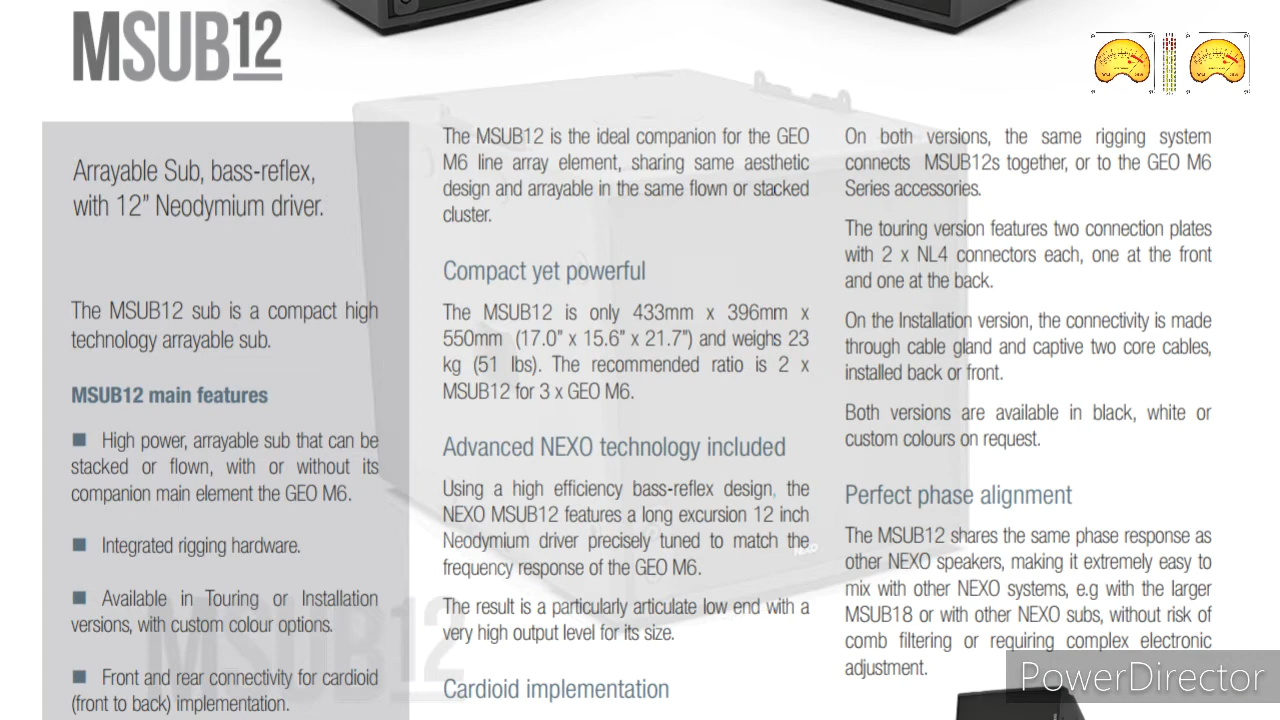 MSUB12
Arrayable Sub, bass-reflex,
with 12” Neodymium driver.
The MSUB12 sub is a compact high
technology arrayable sub.
MSUB12 main features
■ High power, arrayable sub that can be
stacked or flown, with or without its
companion main element the GEO M6.
■ Integrated rigging hardware.
■ Available in Touring or Installation
versions, with custom colour options.
■ Front and rear connectivity for cardioid
(front to back) implementation.
MSUB12
The MSUB12 is the ideal companion for the GEO
M6 line array element, sharing same aesthetic
design and arrayable in the same flown or stacked
cluster.
Compact yet powerful
The MSUB12 is only 433mm x 396mm x
550mm (17.0” x 15.6” x 21.7”) and weighs 23
kg (51 lbs). The recommended ratio is 2 x
MSUB12 for 3 x GEO M6.
Advanced NEXO technology included
Using a high efficiency bass-reflex design, the
NEXO MSUB12 features a long excursion 12 inch
Neodymium driver precisely tuned to match the
frequency response of the GEO M6.
The result is a particularly articulate low end with a
very high output level for its size.
Cardioid implementation
NEXO
On both versions, the same rigging system
connects MSUB12s together, or to the GEO M6
Series accessories.
The touring version features two connection plates
with 2 x NL4 connectors each, one at the front
and one at the back.
On the Installation version, the connectivity is made
through cable gland and captive two core cables,
installed back or front.
Both versions are available in black, white or
custom colours on request.
Perfect phase alignment
The MSUB12 shares the same phase response as
other NEXO speakers, making it extremely easy to
mix with other NEXO systems, e.g with the larger
MSUB18 or with other NEXO subs, without risk of
comb filtering or requiring complex electronic
adjustment.
PowerDirector